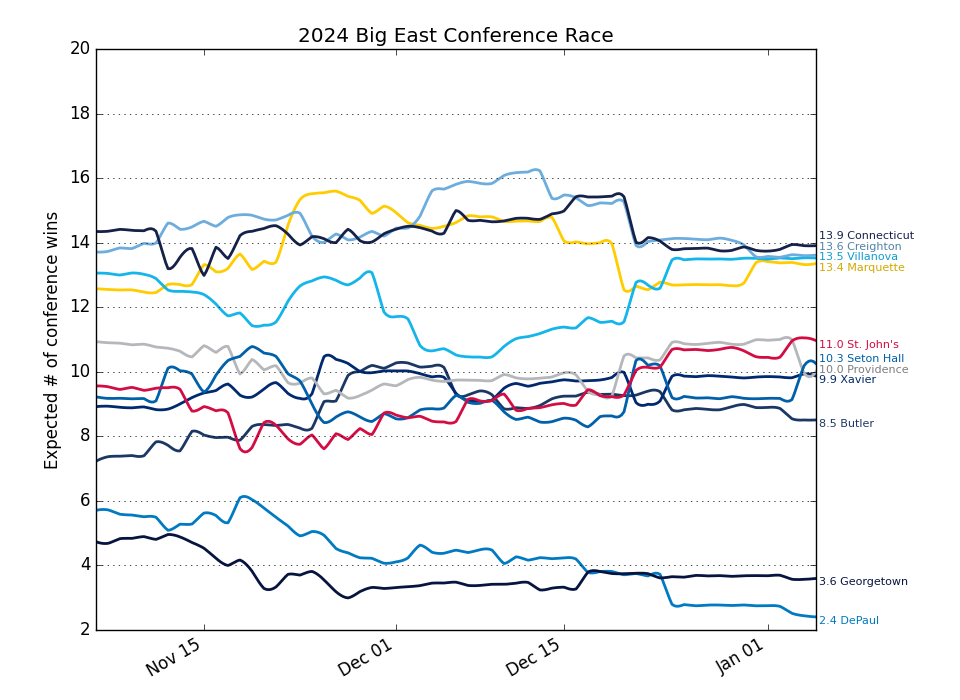 2024 Big East Conference Race
Expected # of conference wins
20
18
16
14
12
10
8
6
4
2
13.9 Connecticut
13.6 Creighton
13.5 Villanova
13.4 Marquette
11.0 St. John's
10.3 Seton Hall
10.0 Providence
9.9 Xavier
8.5 Butler
3.6 Georgetown
2.4 DePaul
Nov 15
Dec 01
Dec 15
Jan 01